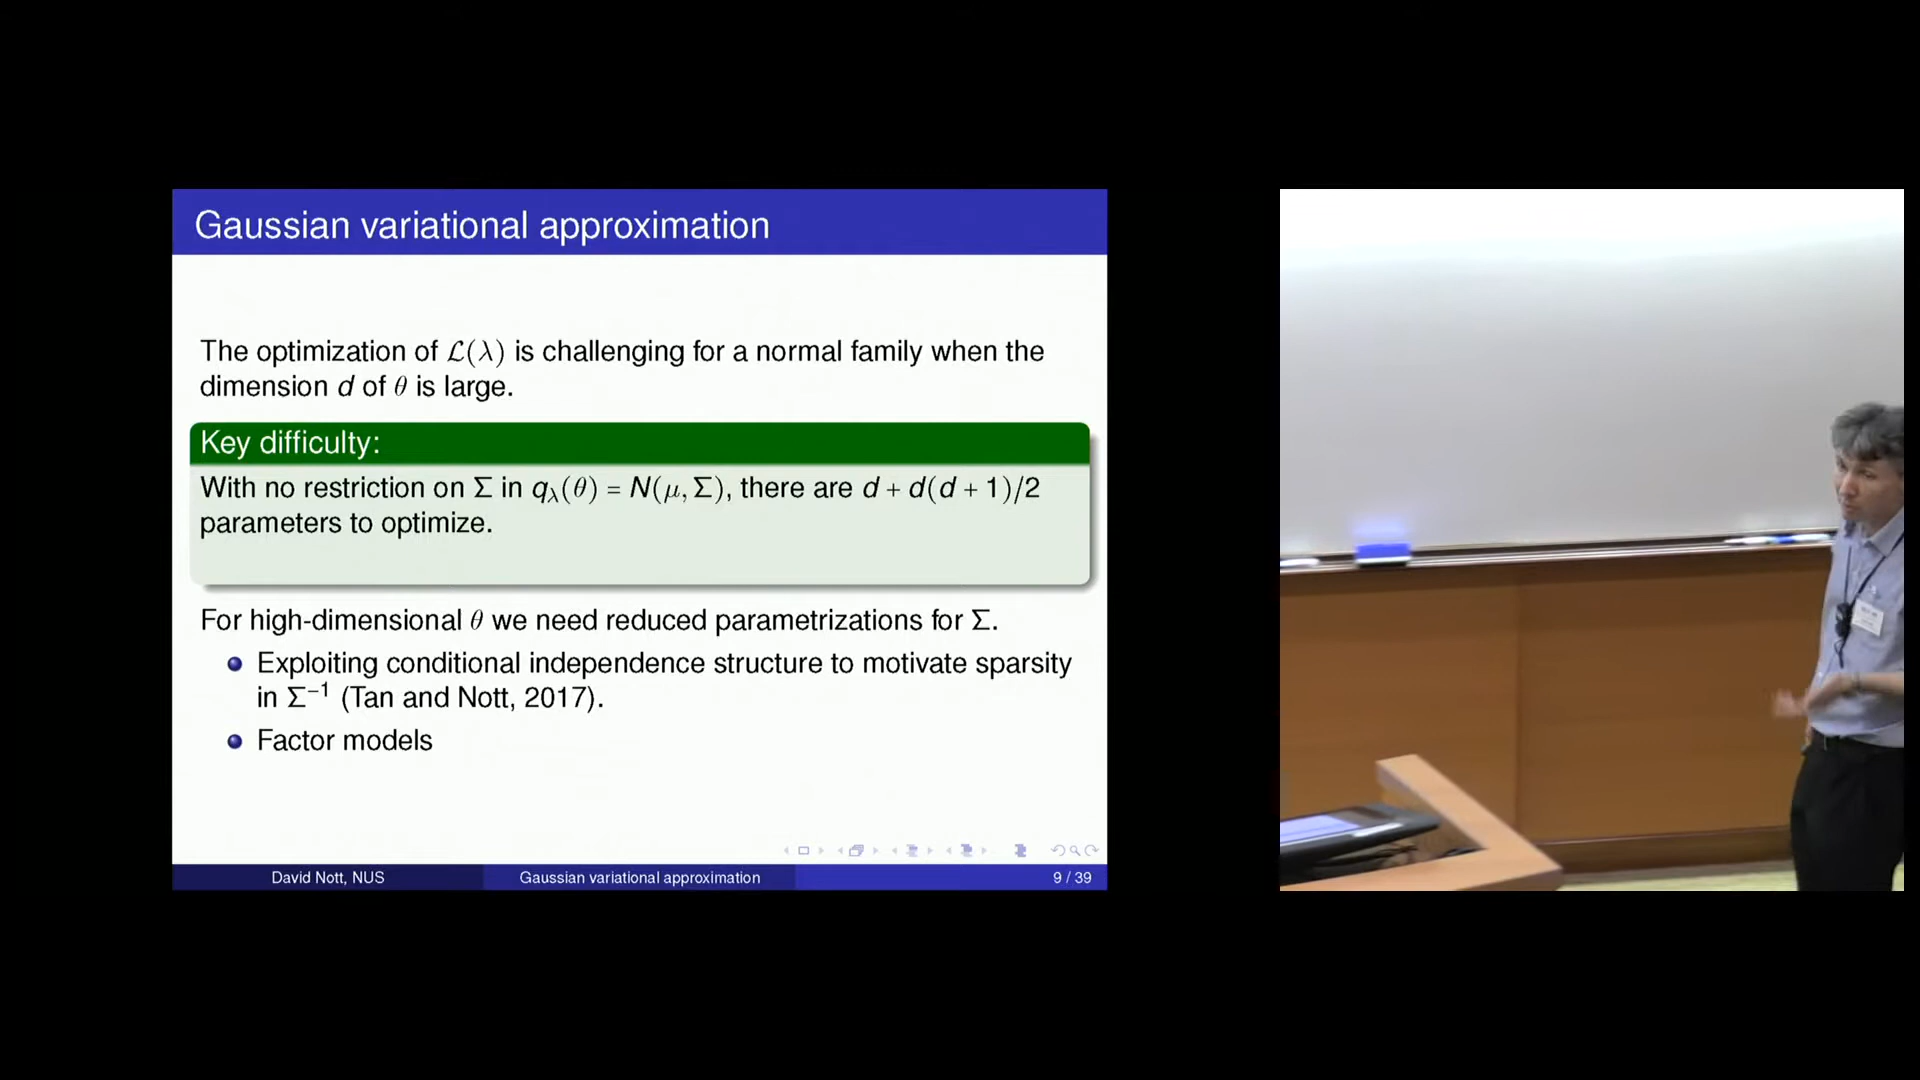 Gaussian variational approximation
The optimization of ℒ(λ) is challenging for a normal family when the
dimension d of θ is large.
Key difficulty:
With no restriction on Σ in qλ(θ) = N(μ, Σ), there are d + d(d + 1)/2
parameters to optimize.
For high-dimensional θ we need reduced parametrizations for Σ.
Exploiting conditional independence structure to motivate sparsity
in Σ⁻¹ (Tan and Nott, 2017).
Factor models
David Nott, NUS
Gaussian variational approximation
9 / 39